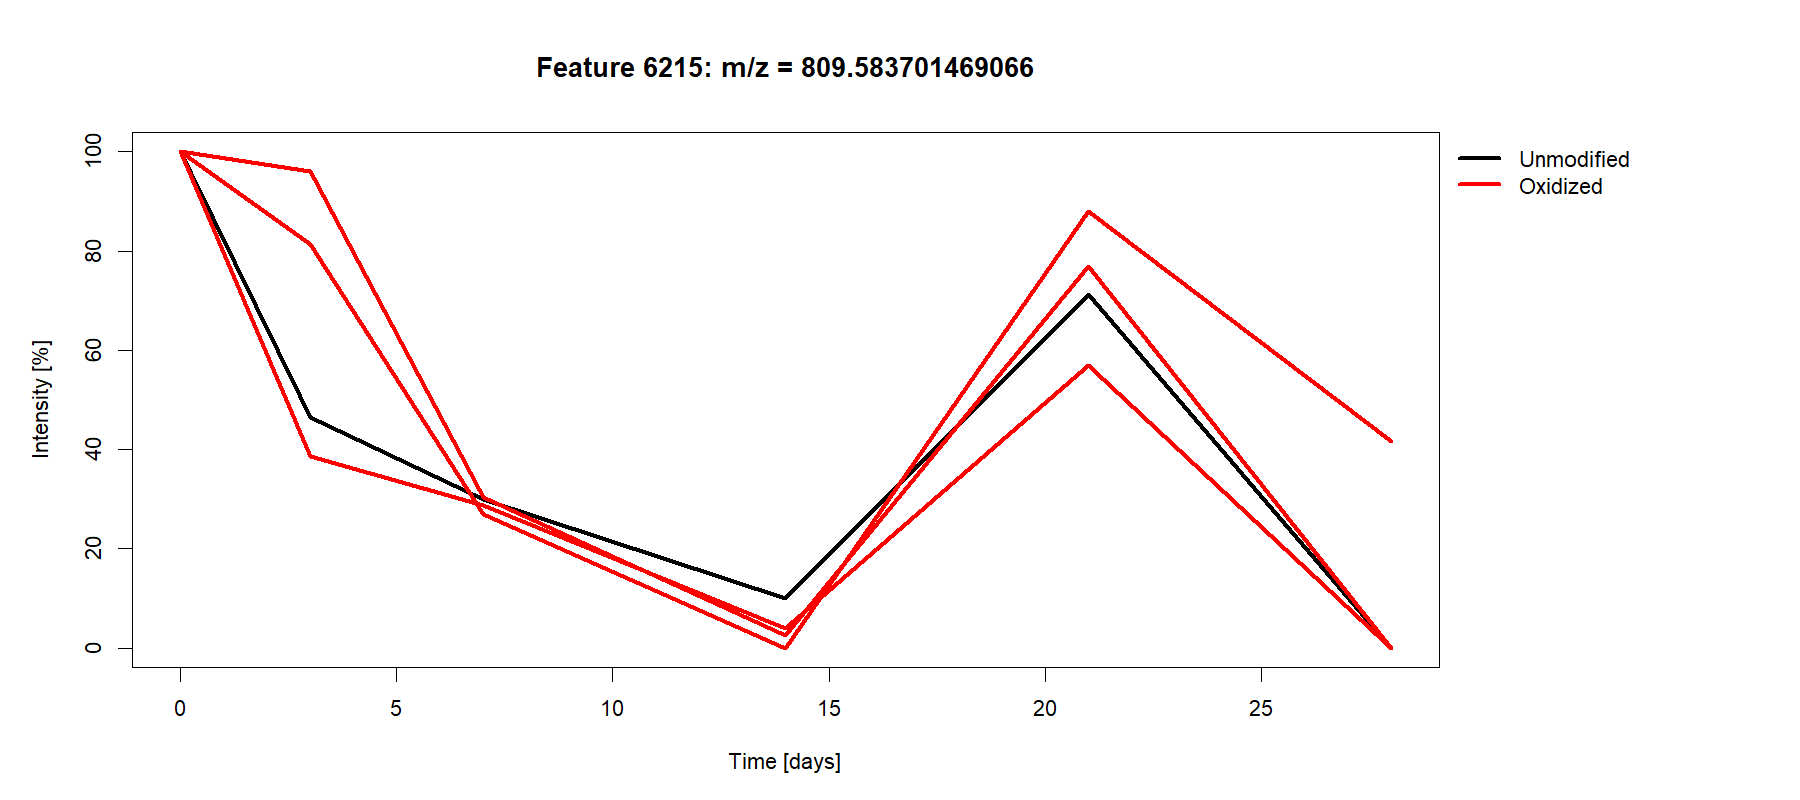 Feature 6215: m/z = 809.583701469066
Unmodified
Oxidized
Intensity [%]
100
80
60
40
20
0
0 5 10 15 20 25
Time [days]